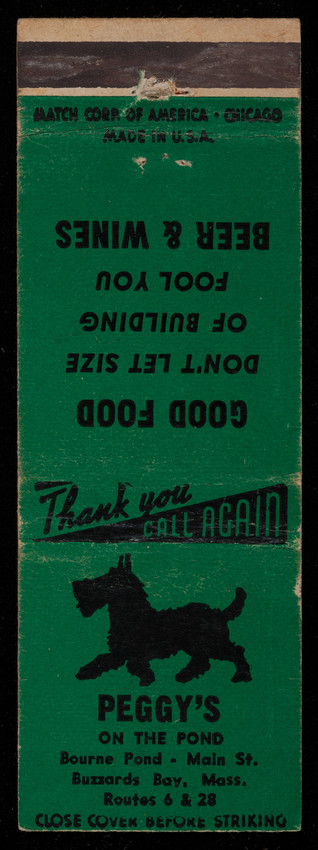 MATCH CORP. OF AMERICA • CHICAGO
MADE IN U.S.A.
GOOD FOOD
DON'T LET SIZE
OF BUILDING
FOOL YOU
BEER & WINES
Thank you
CALL AGAIN
PEGGY'S
ON THE POND
Bourne Pond - Main St.
Buzzards Bay, Mass.
Routes 6 & 28
CLOSE COVER BEFORE STRIKING